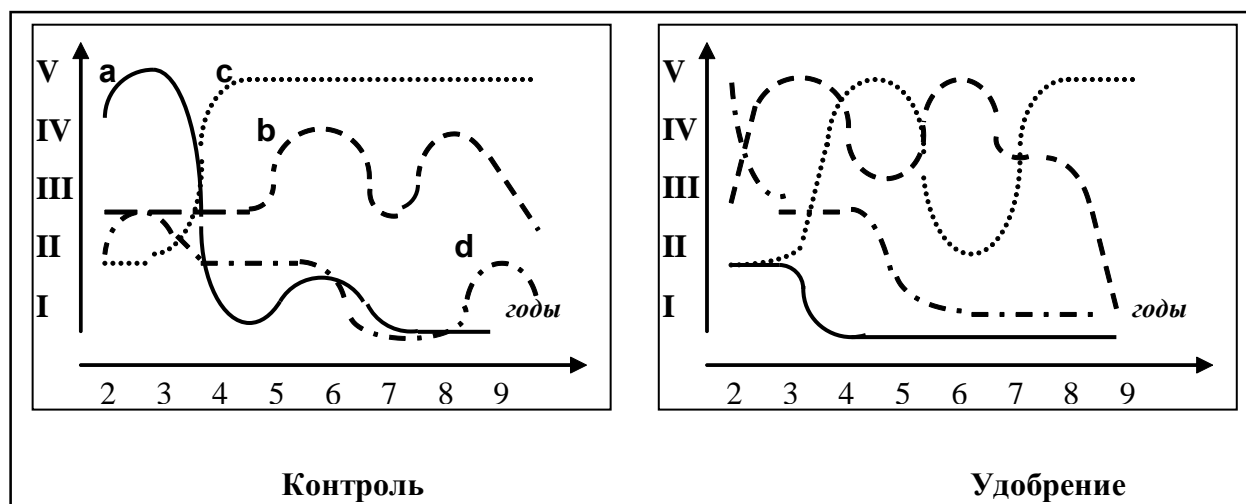 V
a
c
IV
b
III
II
d
I
годы
2 3 4 5 6 7 8 9
Контроль
V
IV
III
II
I
годы
2 3 4 5 6 7 8 9
Удобрение